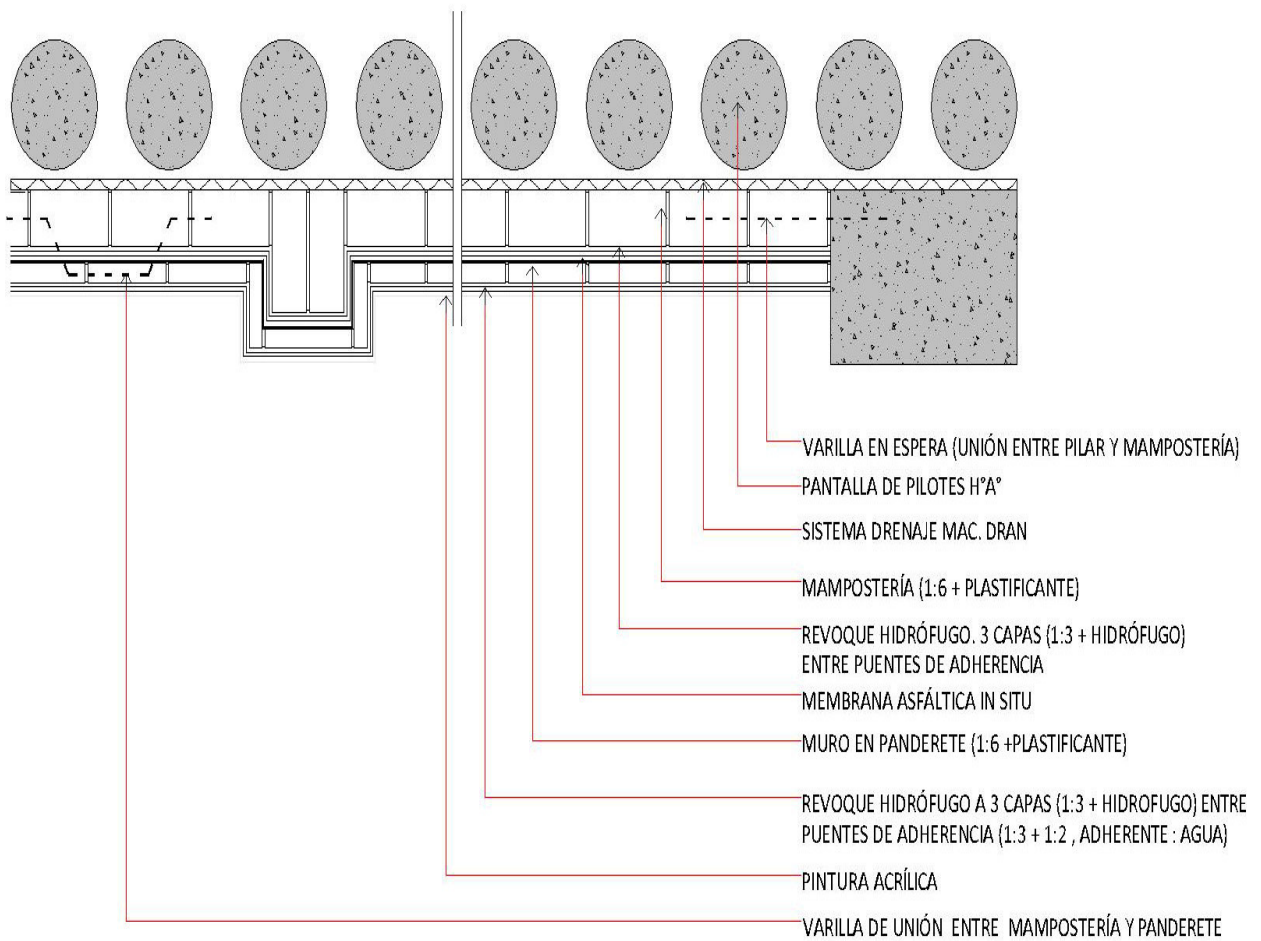 VARILLA EN ESPERA (UNIÓN ENTRE PILAR Y MAMPOSTERÍA)
PANTALLA DE PILOTES H°A°
SISTEMA DRENAJE MAC. DRAN
MAMPOSTERÍA (1:6 + PLASTIFICANTE)
REVOQUE HIDRÓFUGO. 3 CAPAS (1:3 + HIDRÓFUGO)
ENTRE PUENTES DE ADHERENCIA
MEMBRANA ASFÁLTICA IN SITU
MURO EN PANDERETE (1:6 +PLASTIFICANTE)
REVOQUE HIDRÓFUGO A 3 CAPAS (1:3 + HIDROFUGO) ENTRE
PUENTES DE ADHERENCIA (1:3 + 1:2 , ADHERENTE : AGUA)
PINTURA ACRÍLICA
VARILLA DE UNIÓN ENTRE MAMPOSTERÍA Y PANDERETE